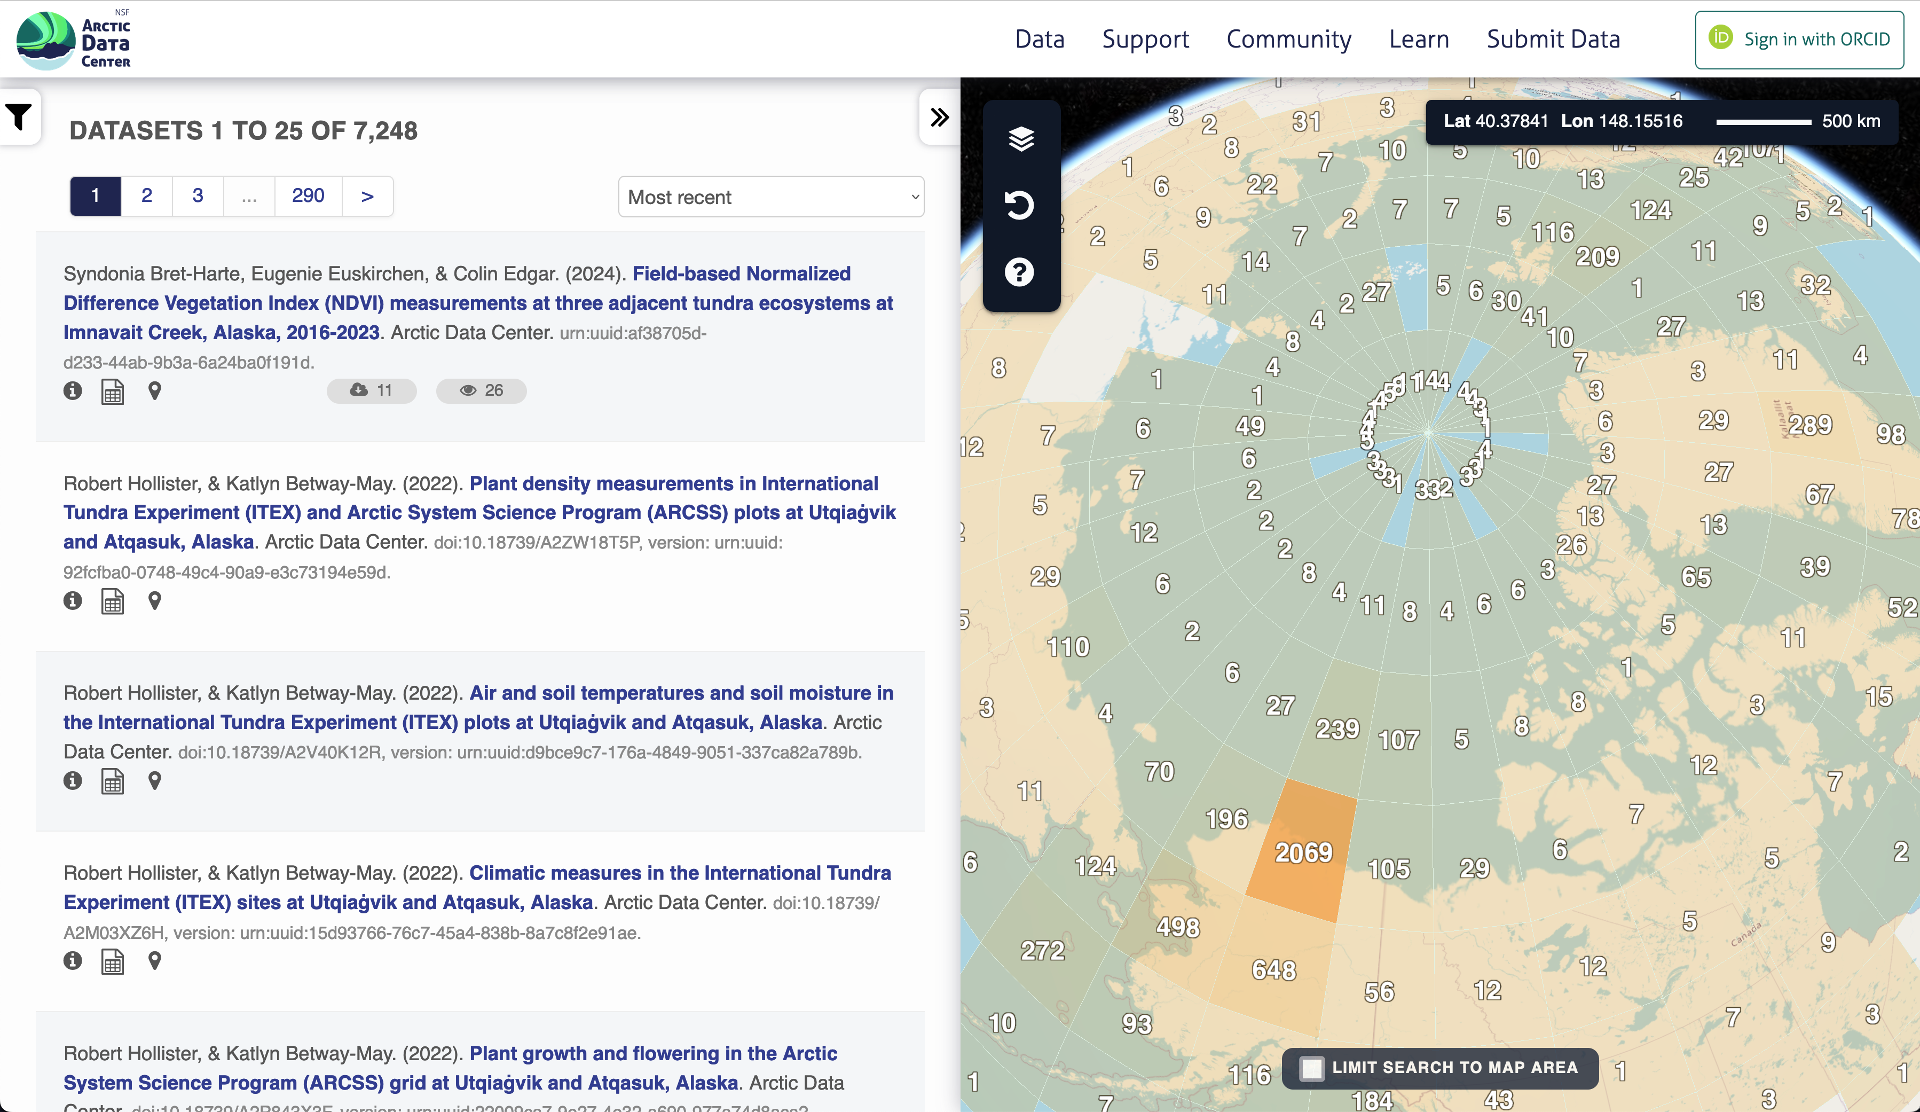 NSF
ARCTIC
DATA
CENTER
Data
Support
Community
Learn
Submit Data
iD Sign in with ORCID
DATASETS 1 TO 25 OF 7,248
1 2 3 ... 290 >
Most recent
Syndonia Bret-Harte, Eugenie Euskirchen, & Colin Edgar. (2024). Field-based Normalized
Difference Vegetation Index (NDVI) measurements at three adjacent tundra ecosystems at
Imnavait Creek, Alaska, 2016-2023. Arctic Data Center. urn:uuid:af38705d-
d233-44ab-9b3a-6a24ba0f191d.
11 26
Robert Hollister, & Katlyn Betway-May. (2022). Plant density measurements in International
Tundra Experiment (ITEX) and Arctic System Science Program (ARCSS) plots at Utqiaġvik
and Atqasuk, Alaska. Arctic Data Center. doi:10.18739/A2ZW18T5P, version: urn:uuid:
92fcfba0-0748-49c4-90a9-e3c73194e59d.
Robert Hollister, & Katlyn Betway-May. (2022). Air and soil temperatures and soil moisture in
the International Tundra Experiment (ITEX) plots at Utqiaġvik and Atqasuk, Alaska. Arctic
Data Center. doi:10.18739/A2V40K12R, version: urn:uuid:d9bce9c7-176a-4849-9051-337ca82a789b.
Robert Hollister, & Katlyn Betway-May. (2022). Climatic measures in the International Tundra
Experiment (ITEX) sites at Utqiaġvik and Atqasuk, Alaska. Arctic Data Center. doi:10.18739/
A2M03XZ6H, version: urn:uuid:15d93766-76c7-45a4-838b-8a7c8f2e91ae.
Robert Hollister, & Katlyn Betway-May. (2022). Plant growth and flowering in the Arctic
System Science Program (ARCSS) grid at Utqiaġvik and Atqasuk, Alaska. Arctic Data
Lat 40.37841 Lon 148.15516 500 km
3 2 31 3
1 8 7 10 5 10 13 25
6 22 124
2 9 7 2 7 7 5 116 9 5 2 1
5 14 209 11
11 2 27 5 6 30 1 13 32
8 4 41 10 27
8 1 4 7 3 11 4
1 3
12 7 6 49 6 29 289 98
6 3
7 2 27 27 67
5 12 2 13 13 78
2 26
29 6 8 4 11 8 4 6 6 3 65 39
2 5 52
110 6 1 11
3 4 27 239 107 5 8 8 3 15
70 12
11 196 7 7
6 124 2069 105 29 6 5 2
498 5 9
272 648 12
56 12
10 93 7 3
Canada
1 116 1 1
7 184 43 3
LIMIT SEARCH TO MAP AREA